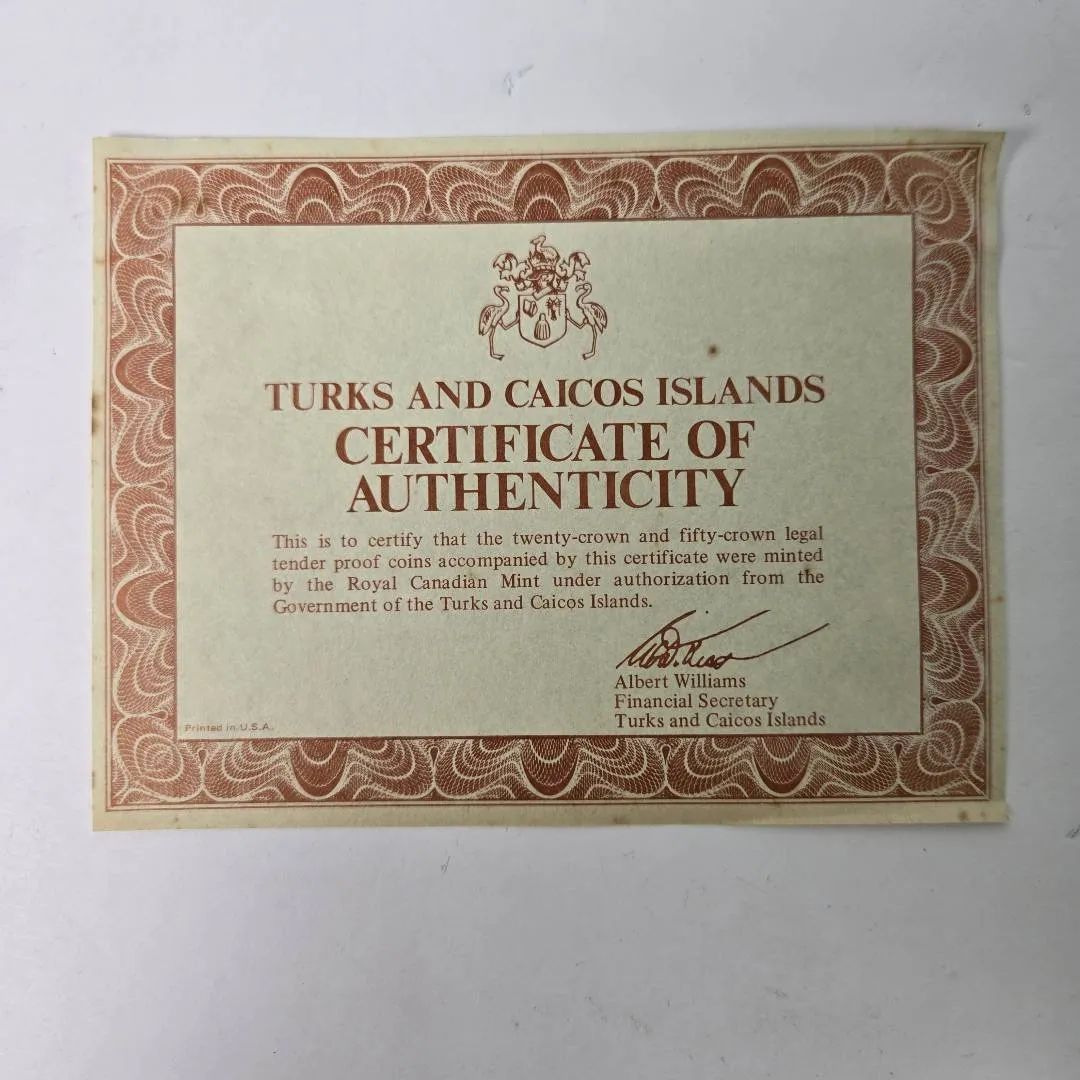 TURKS AND CAICOS ISLANDS
CERTIFICATE OF
AUTHENTICITY
This is to certify that the twenty-crown and fifty-crown legal
tender proof coins accompanied by this certificate were minted
by the Royal Canadian Mint under authorization from the
Government of the Turks and Caicos Islands.
Albert Williams
Financial Secretary
Turks and Caicos Islands
Printed in U.S.A.